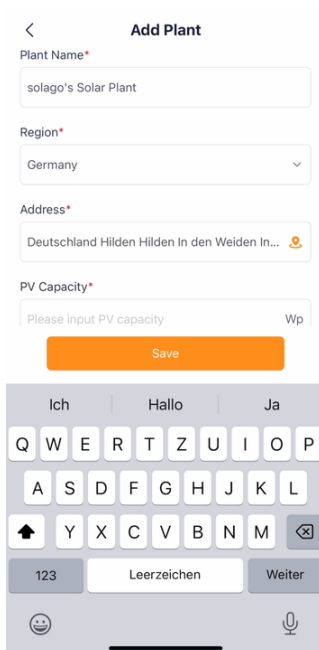 Add Plant
Plant Name*
solago's Solar Plant
Region*
Germany
Address*
Deutschland Hilden Hilden In den Weiden In...
PV Capacity*
Please input PV capacity Wp
Save
Ich Hallo Ja
Q W E R T Z U I O P
A S D F G H J K L
Y X C V B N M
123 Leerzeichen Weiter